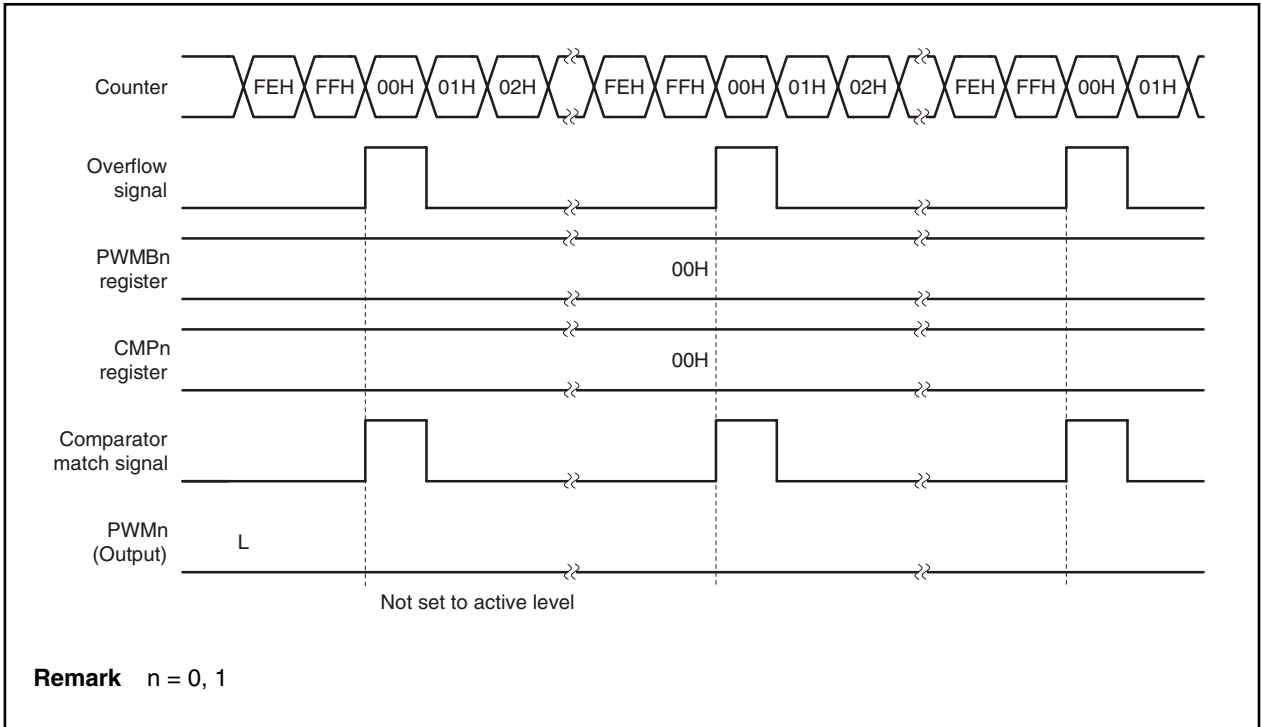 Counter FEH FFH 00H 01H 02H FEH FFH 00H 01H 02H FEH FFH 00H 01H
Overflow
signal
PWMBn
register
00H
CMPn
register
00H
Comparator
match signal
PWMn
(Output)
L
Not set to active level
Remark n = 0, 1